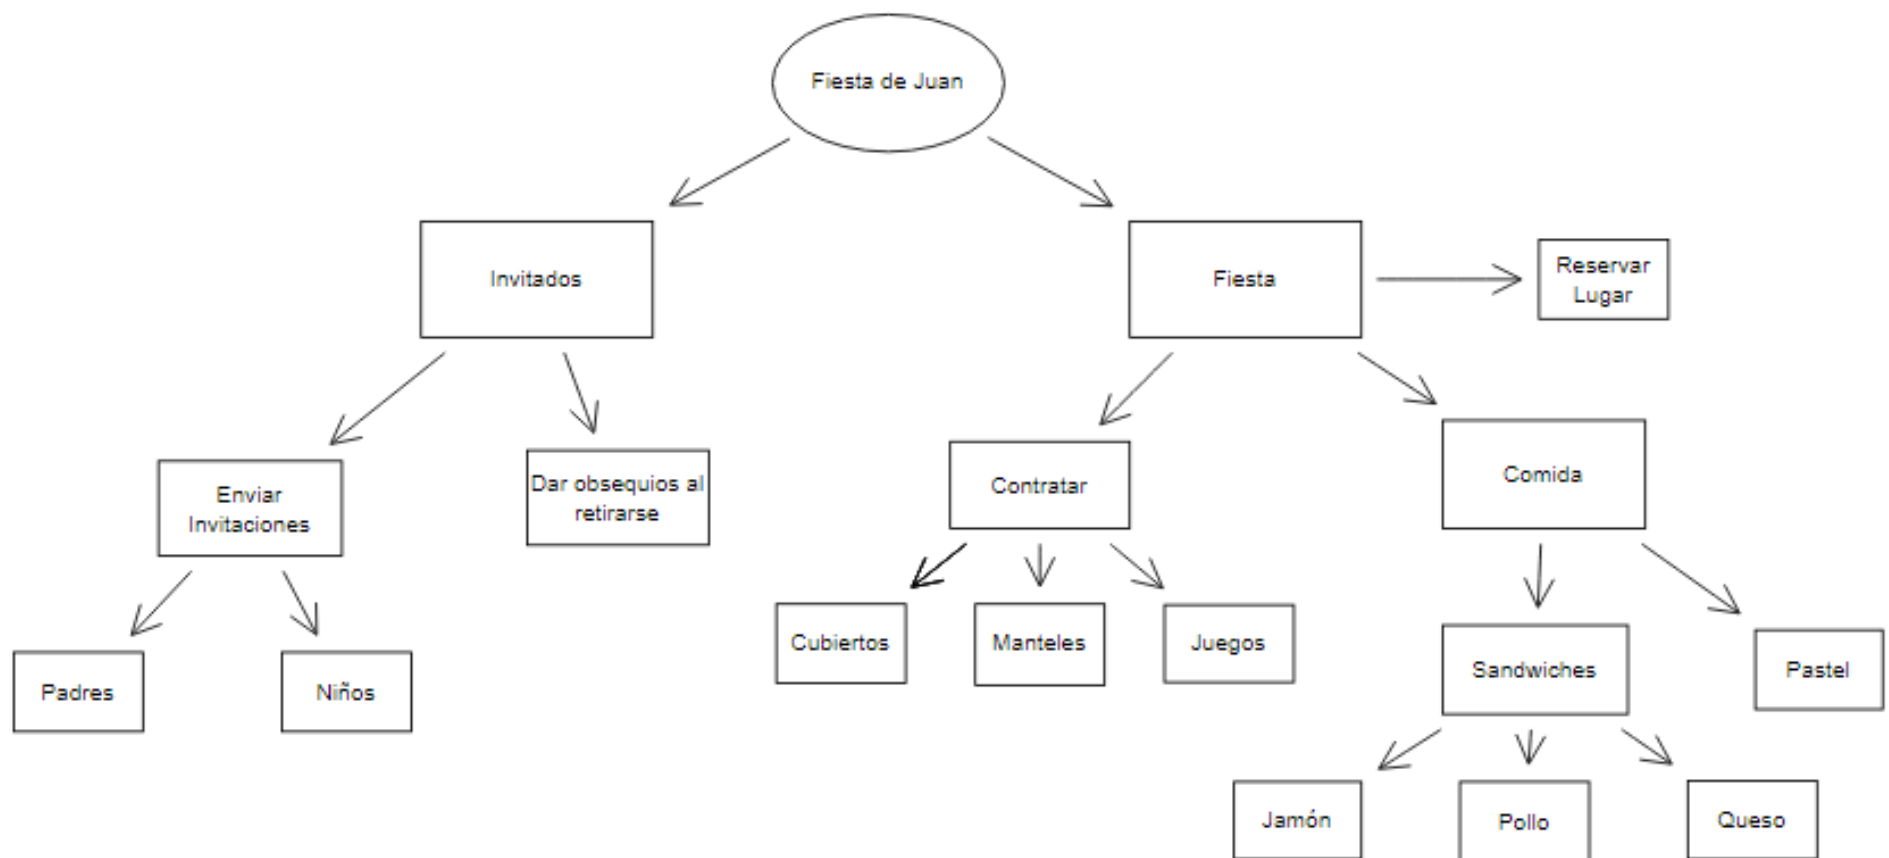 Fiesta de Juan
Invitados
Fiesta
Reservar
Lugar
Enviar
Invitaciones
Dar obsequios al
retirarse
Contratar
Comida
Padres
Niños
Cubiertos
Manteles
Juegos
Sandwiches
Pastel
Jamón
Pollo
Queso